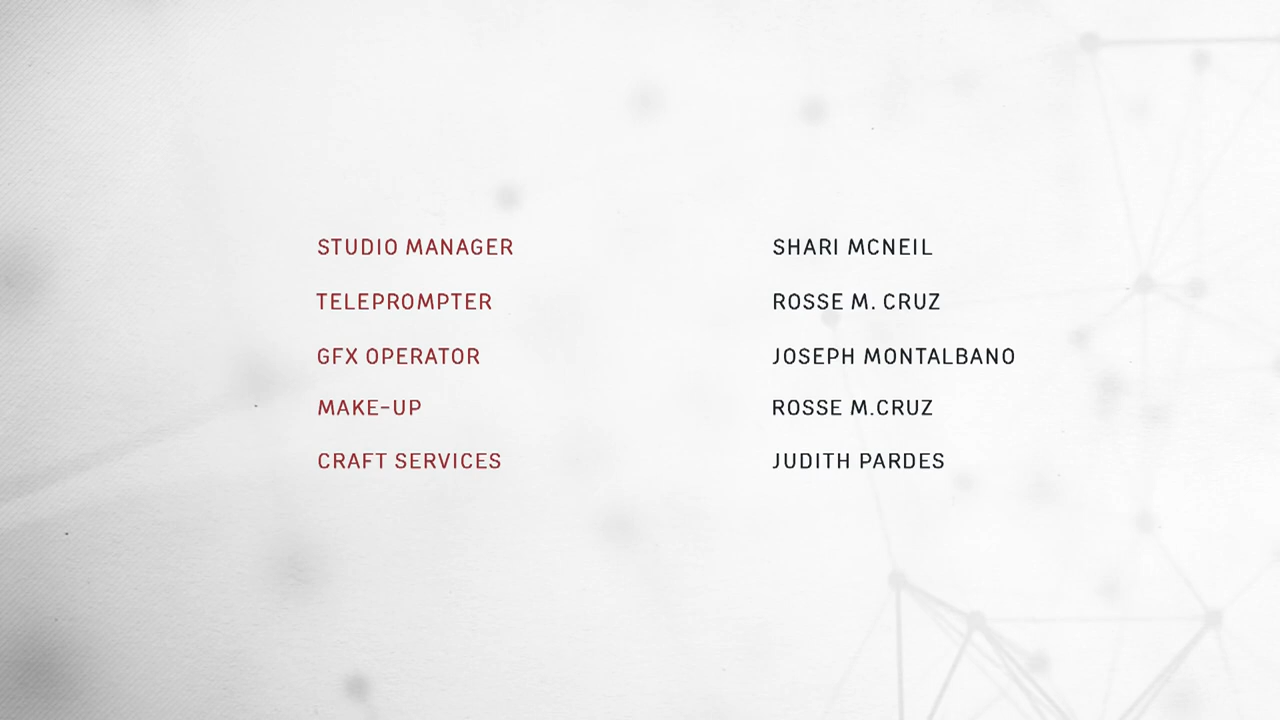 STUDIO MANAGER SHARI MCNEIL
TELEPROMPTER ROSSE M. CRUZ
GFX OPERATOR JOSEPH MONTALBANO
MAKE-UP ROSSE M.CRUZ
CRAFT SERVICES JUDITH PARDES